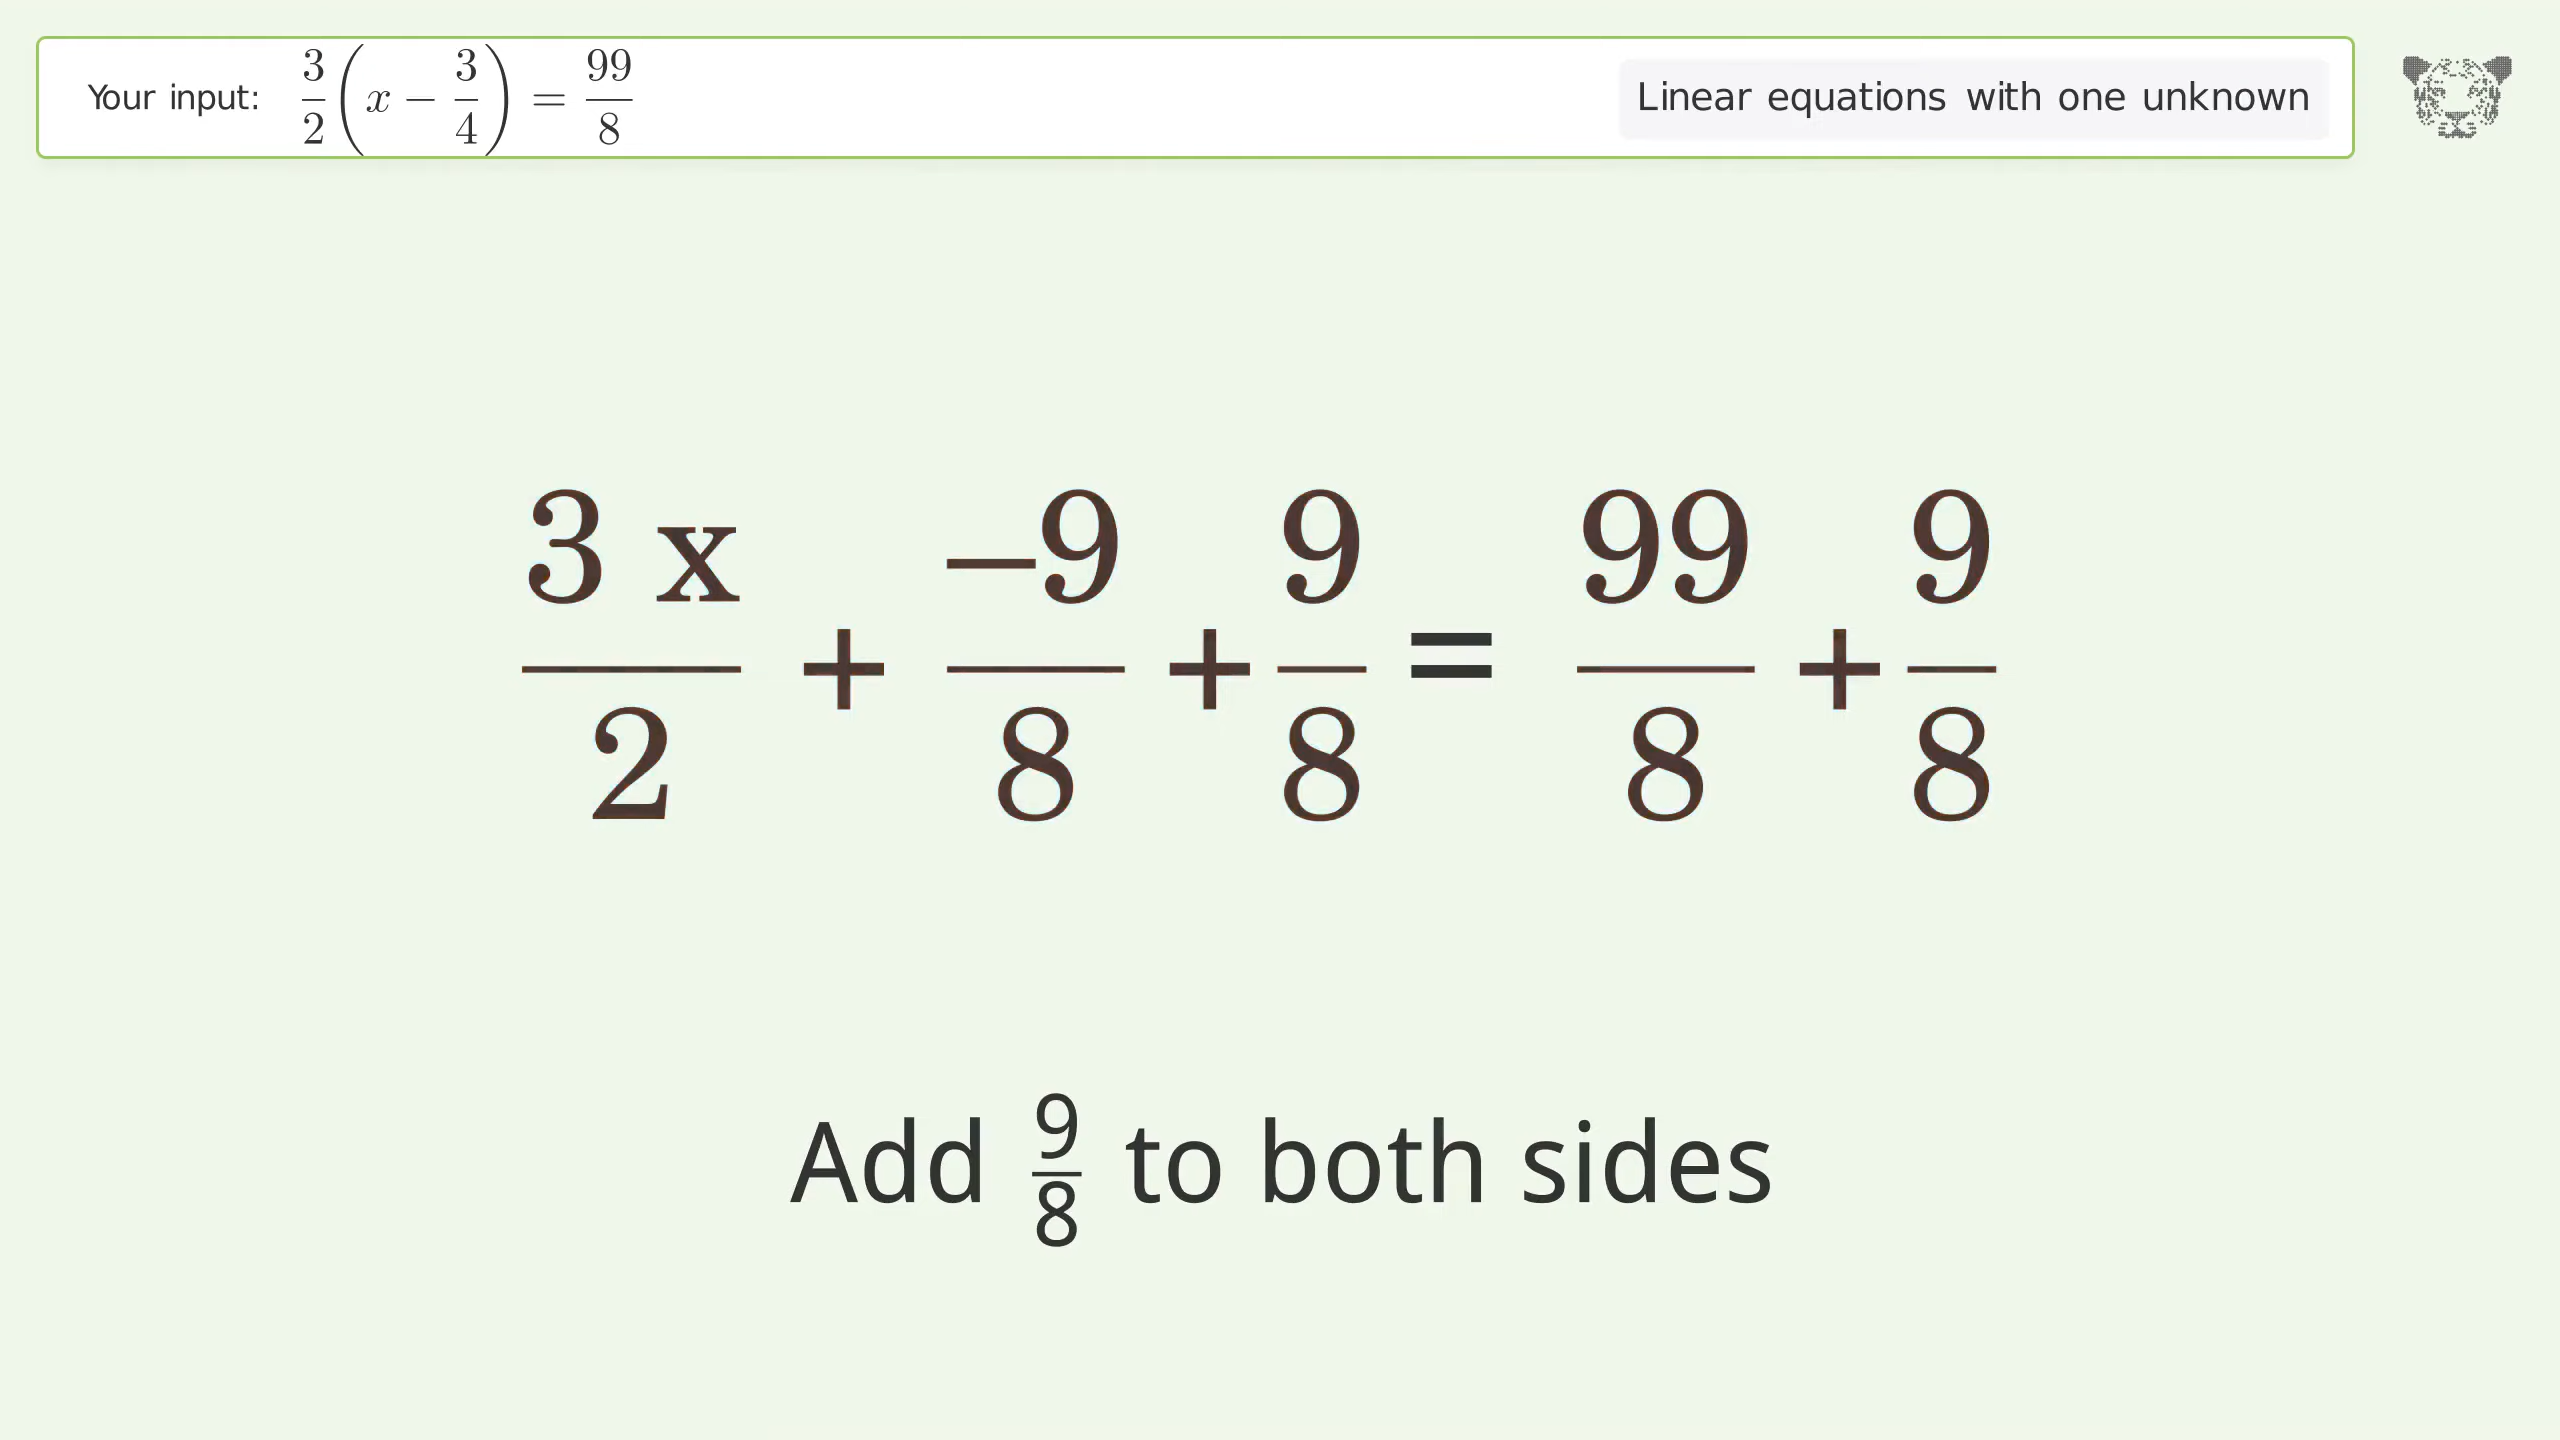 Your input: 3/2 (x − 3/4) = 99/8
Linear equations with one unknown
3 x/2 + −9/8 + 9/8 = 99/8 + 9/8
Add 9/8 to both sides